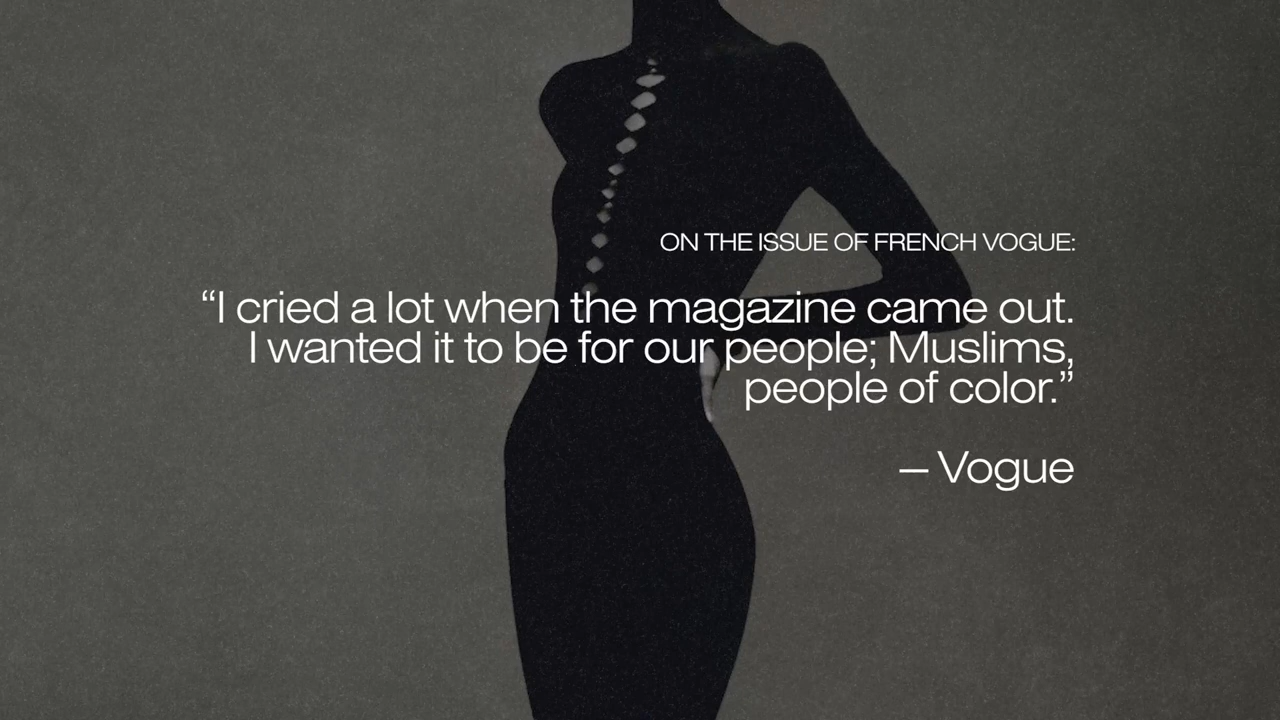 ON THE ISSUE OF FRENCH VOGUE:
“I cried a lot when the magazine came out.
I wanted it to be for our people; Muslims,
people of color.”
— Vogue